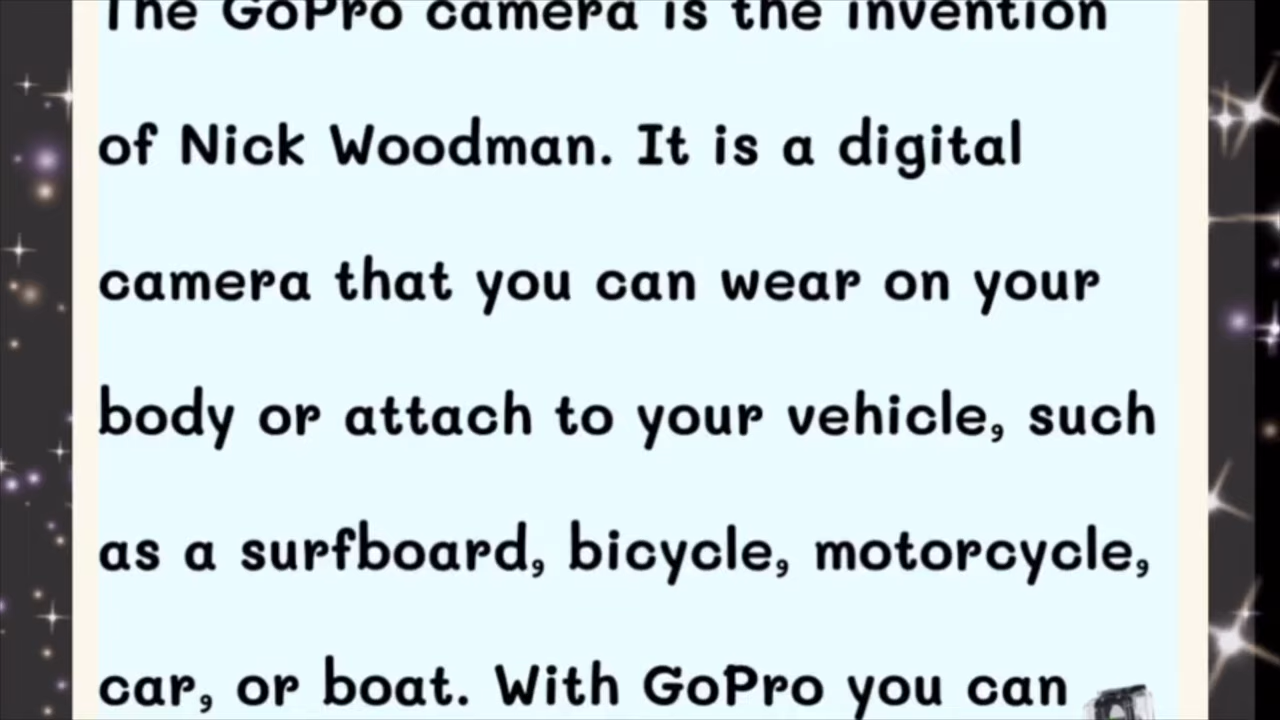 The GoPro camera is the invention
of Nick Woodman. It is a digital
camera that you can wear on your
body or attach to your vehicle, such
as a surfboard, bicycle, motorcycle,
car, or boat. With GoPro you can